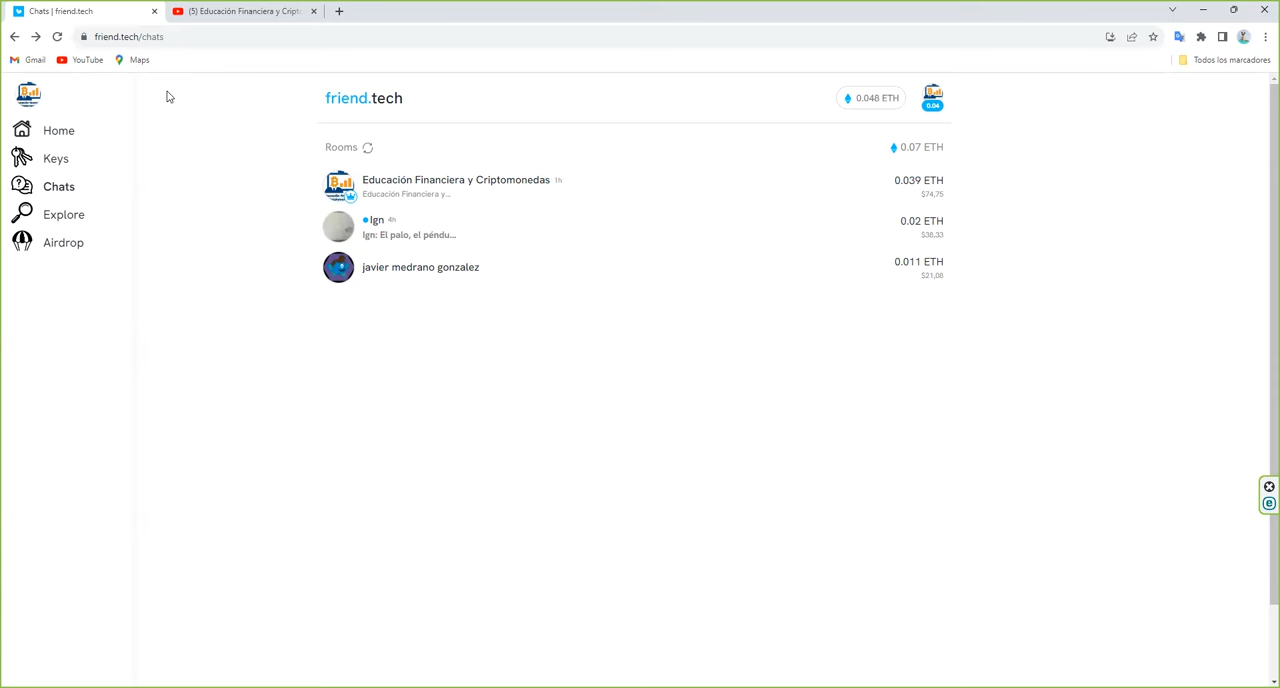 Chats | friend.tech
(5) Educación Financiera y Cript
friend.tech/chats
Gmail
YouTube
Maps
Todos los marcadores
Home
Keys
Chats
Explore
Airdrop
friend.tech
0.048 ETH
0.04
Rooms
0.07 ETH
Educación Financiera y Criptomonedas 1h
Educación Financiera y...
0.039 ETH
$74,75
Ign 4h
Ign: El palo, el péndu...
0.02 ETH
$38,33
javier medrano gonzalez
0.011 ETH
$21,08